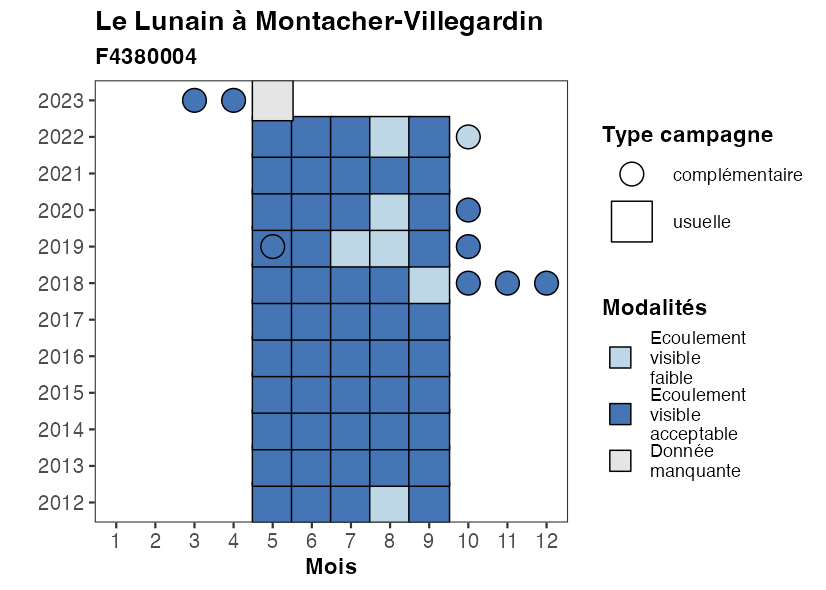 Le Lunain à Montacher-Villegardin
F4380004
2023
2022
2021
2020
2019
2018
2017
2016
2015
2014
2013
2012
1 2 3 4 5 6 7 8 9 10 11 12
Mois
Type campagne
complémentaire
usuelle
Modalités
Ecoulement
visible
faible
Ecoulement
visible
acceptable
Donnée
manquante